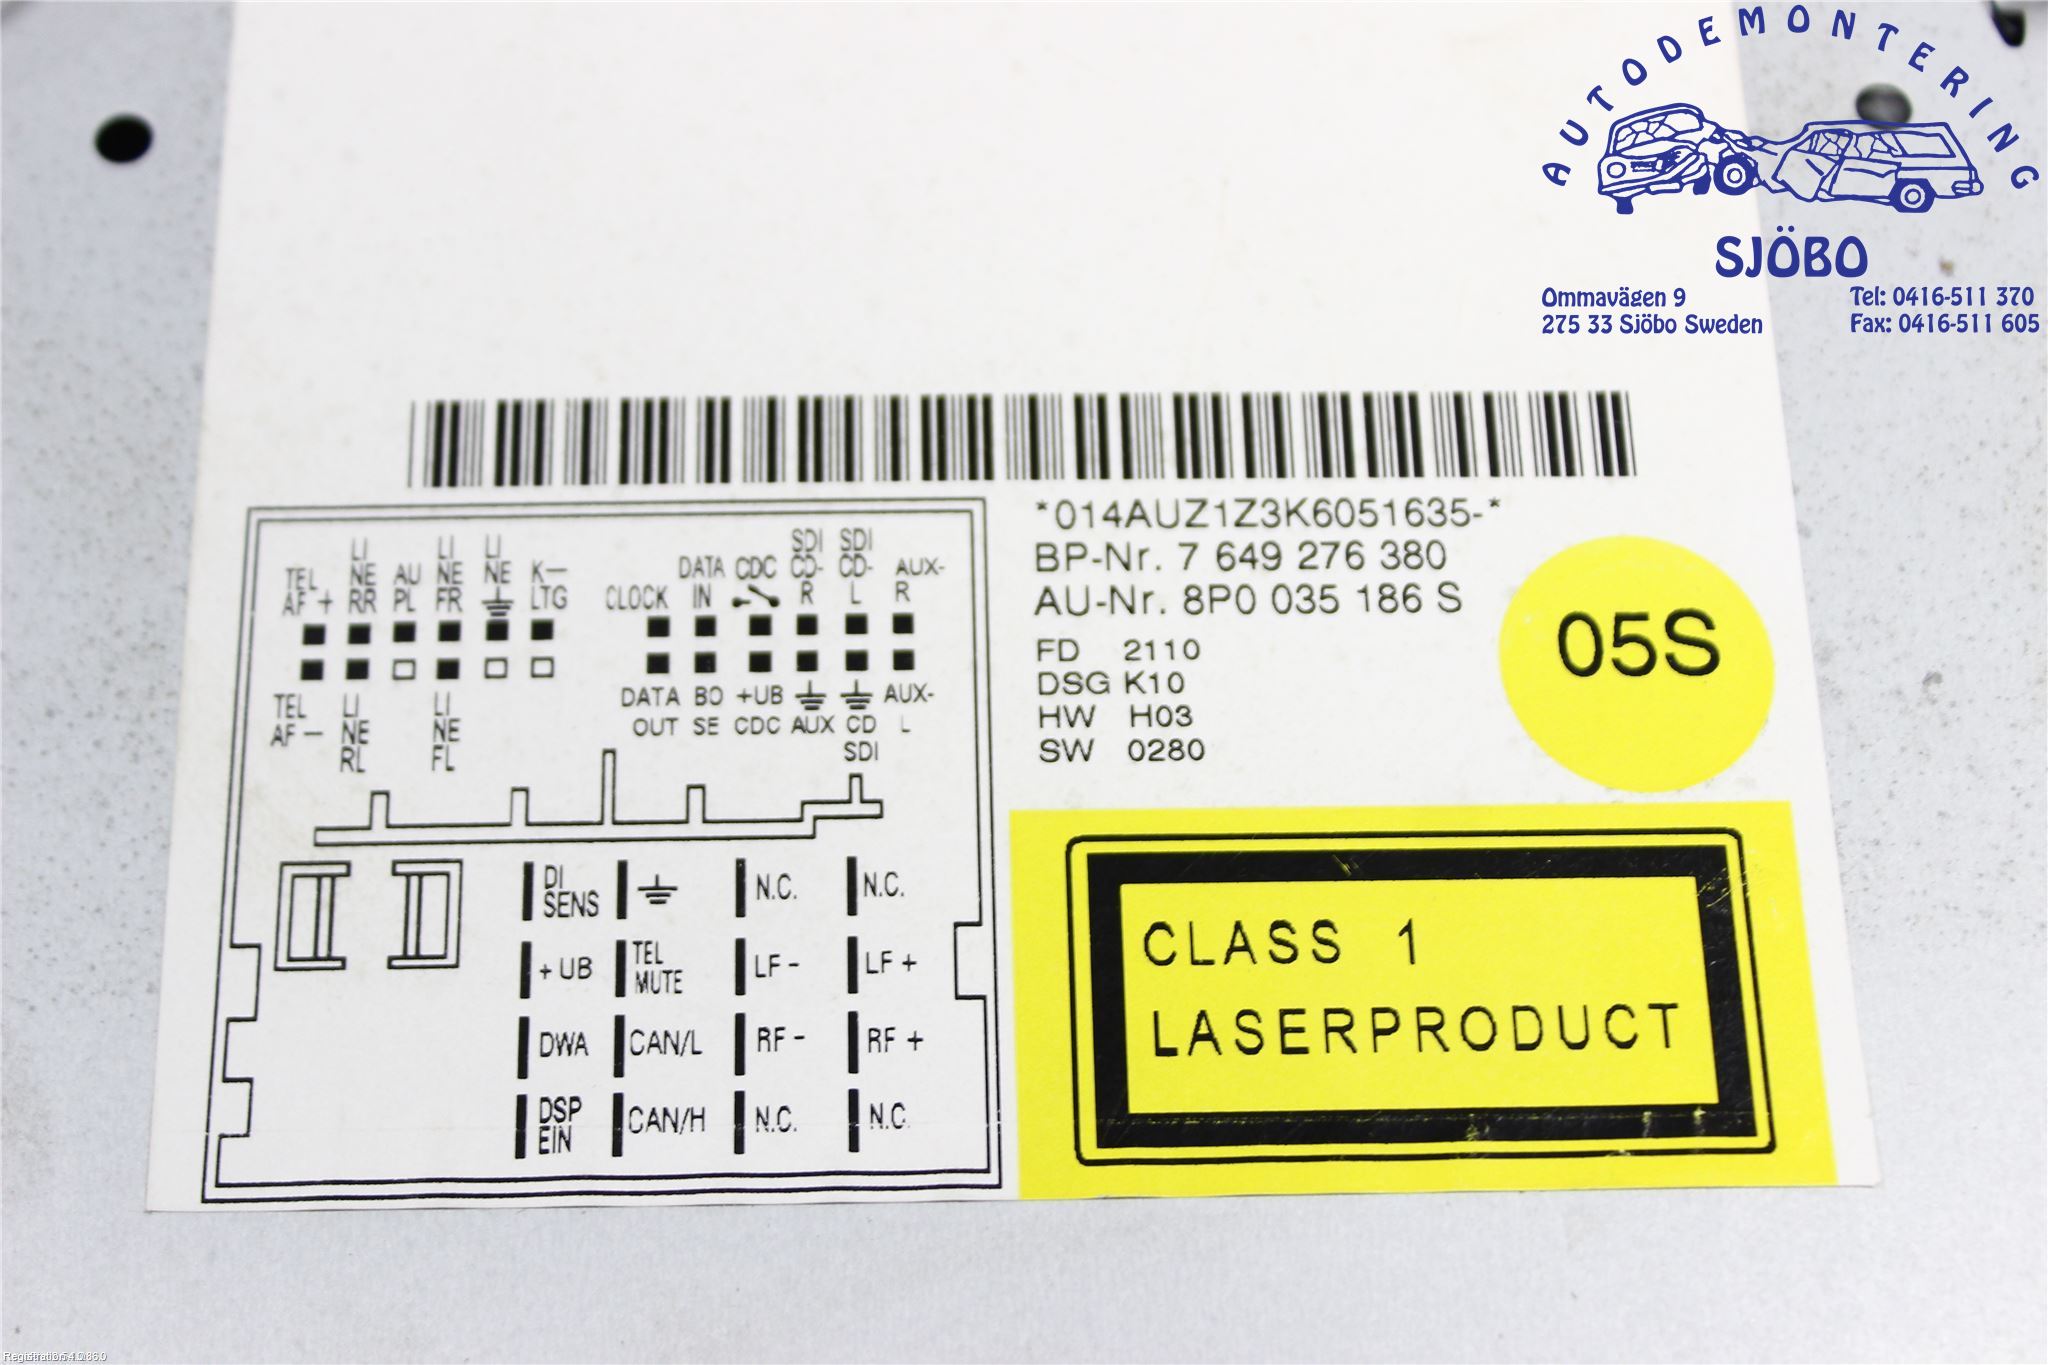 AUTODEMONTERING
SJÖBO
Ommavägen 9
275 33 Sjöbo Sweden
Tel: 0416-511 370
Fax: 0416-511 605
*014AUZ1Z3K6051635-*
BP-Nr. 7 649 276 380
AU-Nr. 8P0 035 186 S
FD 2110
DSG K10
HW H03
SW 0280
05S
CLASS 1
LASERPRODUCT
TEL
AF +
LI
NE
RR
AU
PL
LI
NE
FR
LI
NE
K—
LTG
CLOCK
DATA
IN
CDC
SDI
CD-
R
SDI
CD-
L
AUX-
R
TEL
AF —
LI
NE
RL
LI
NE
FL
DATA
OUT
BO
SE
+UB
CDC
AUX
CD
SDI
AUX-
L
DI
SENS
N.C.
N.C.
+ UB
TEL
MUTE
LF -
LF +
DWA
CAN/L
RF -
RF +
DSP
EIN
CAN/H
N.C.
N.C.